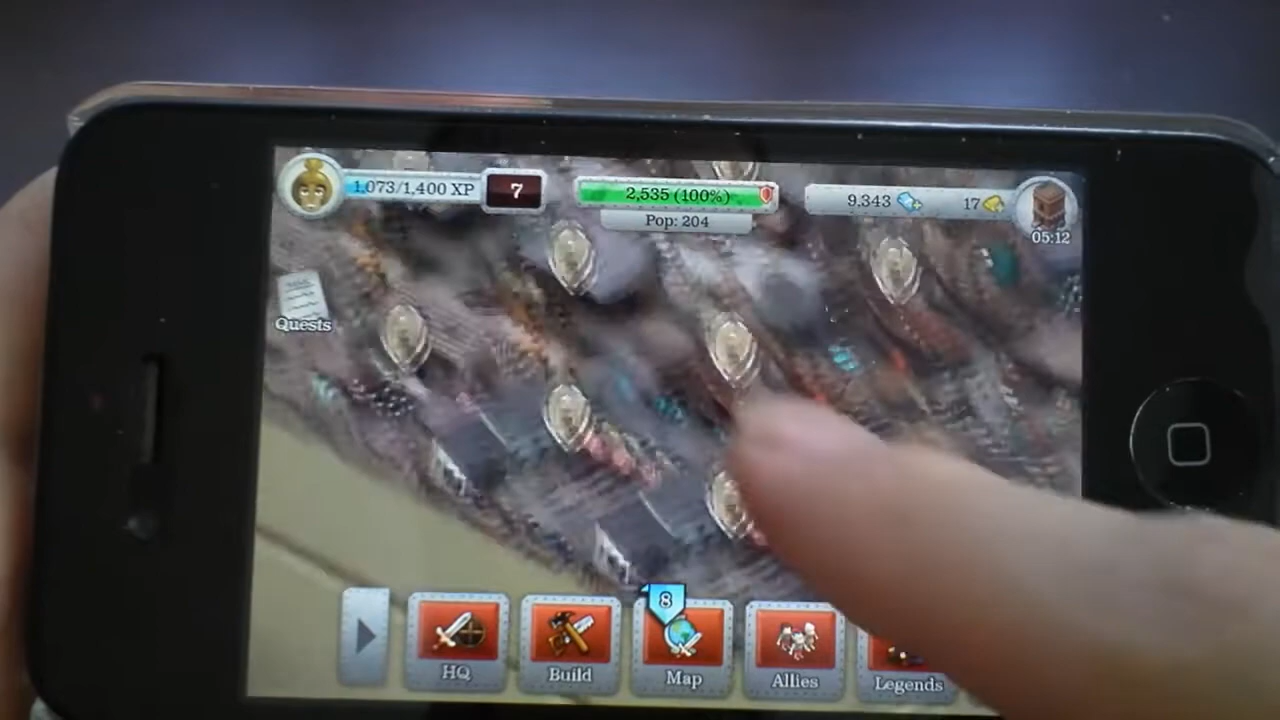 1,073/1,400 XP
7
2,535 (100%)
Pop: 204
9,343
17
05:12
Quests
8
HQ
Build
Map
Allies
Legends